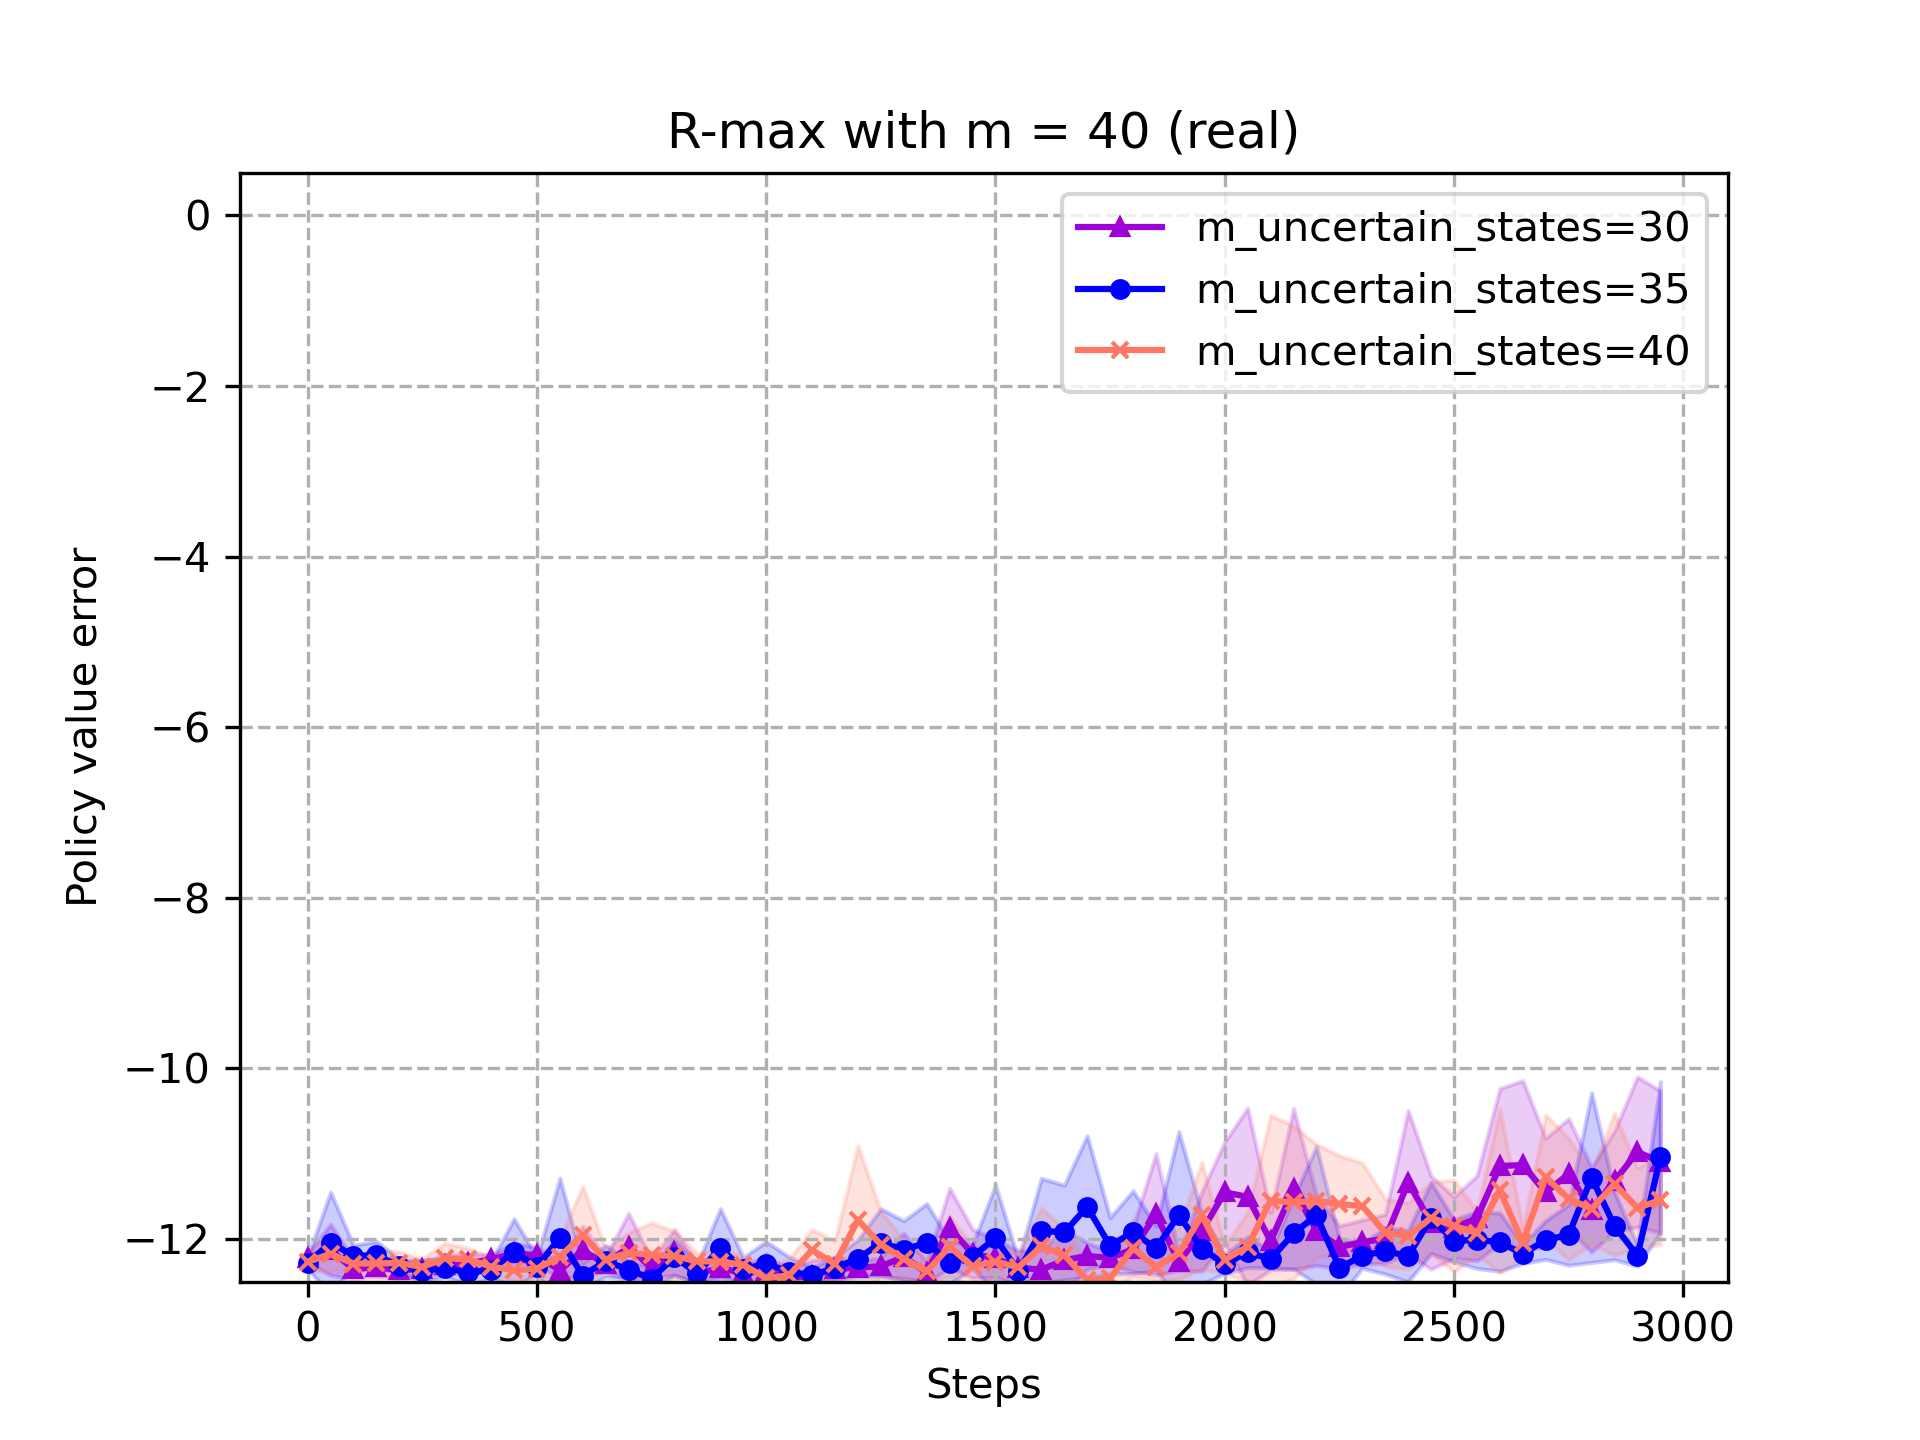 R-max with m = 40 (real)
0
−2
−4
−6
−8
−10
−12
Policy value error
m_uncertain_states=30
m_uncertain_states=35
m_uncertain_states=40
0 500 1000 1500 2000 2500 3000
Steps